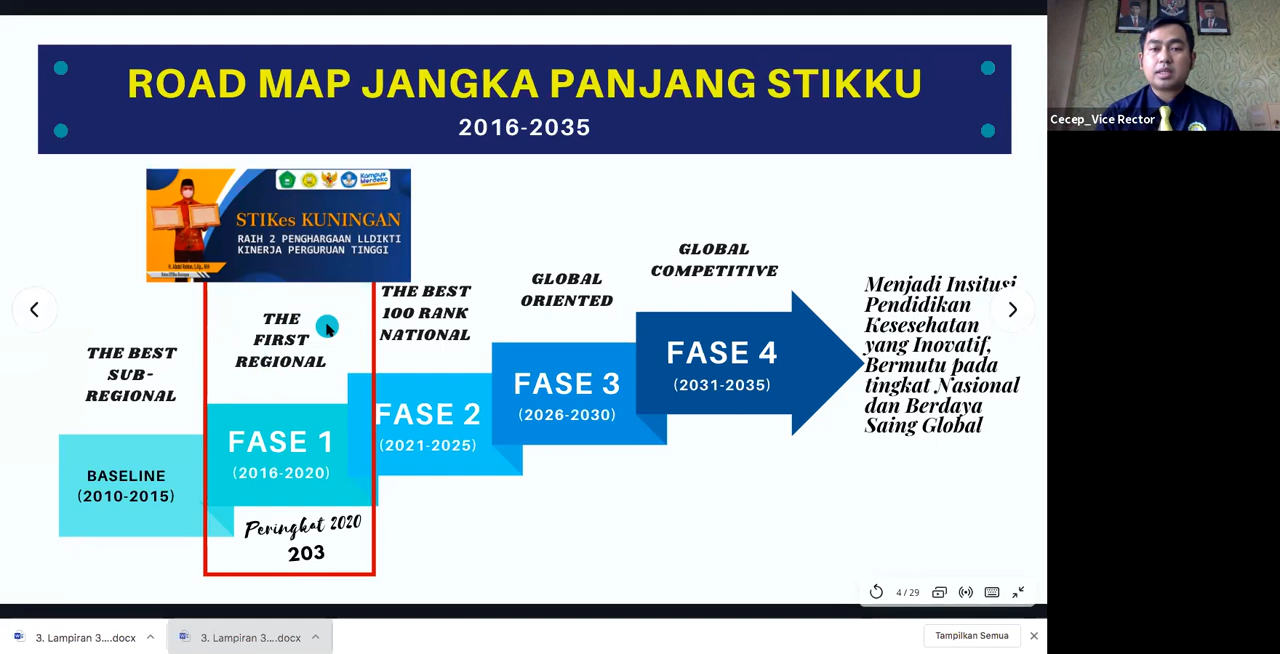 ROAD MAP JANGKA PANJANG STIKKU
2016-2035
Kampus
Merdeka
STIKes KUNINGAN
RAIH 2 PENGHARGAAN LLDIKTI
KINERJA PERGURUAN TINGGI
THE BEST
SUB-
REGIONAL
BASELINE
(2010-2015)
THE
FIRST
REGIONAL
FASE 1
(2016-2020)
Peringkat 2020
203
THE BEST
100 RANK
NATIONAL
FASE 2
(2021-2025)
GLOBAL
ORIENTED
FASE 3
(2026-2030)
GLOBAL
COMPETITIVE
FASE 4
(2031-2035)
Menjadi Insitusi
Pendidikan
Kesesehatan
yang Inovatif,
Bermutu pada
tingkat Nasional
dan Berdaya
Saing Global
4 / 29
Cecep_Vice Rector
3. Lampiran 3....docx
3. Lampiran 3....docx
Tampilkan Semua